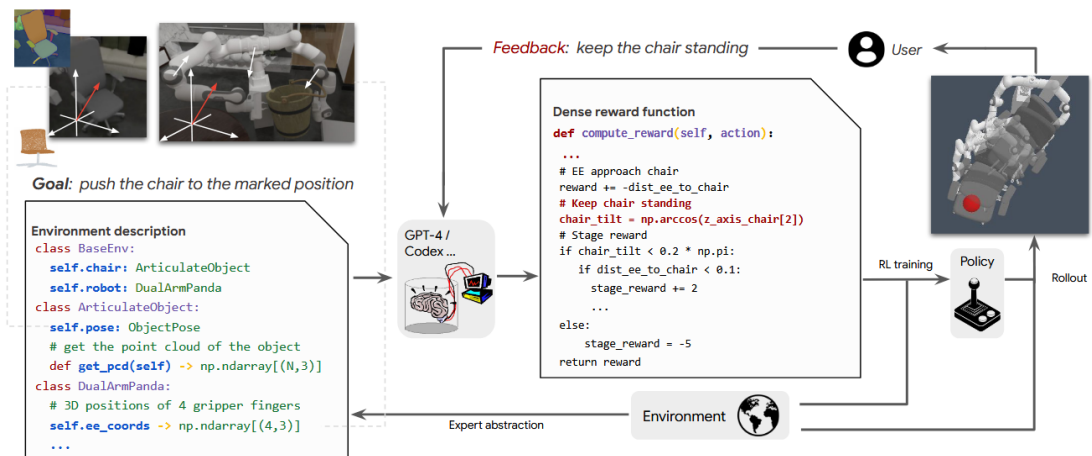 Feedback: keep the chair standing
User
Goal: push the chair to the marked position
Environment description
class BaseEnv:
self.chair: ArticulateObject
self.robot: DualArmPanda
class ArticulateObject:
self.pose: ObjectPose
# get the point cloud of the object
def get_pcd(self) -> np.ndarray[(N,3)]
class DualArmPanda:
# 3D positions of 4 gripper fingers
self.ee_coords -> np.ndarray[(4,3)]
...
GPT-4 /
Codex ...
Dense reward function
def compute_reward(self, action):
...
# EE approach chair
reward += -dist_ee_to_chair
# Keep chair standing
chair_tilt = np.arccos(z_axis_chair[2])
# Stage reward
if chair_tilt < 0.2 * np.pi:
if dist_ee_to_chair < 0.1:
stage_reward += 2
...
else:
stage_reward = -5
return reward
RL training
Policy
Rollout
Expert abstraction
Environment